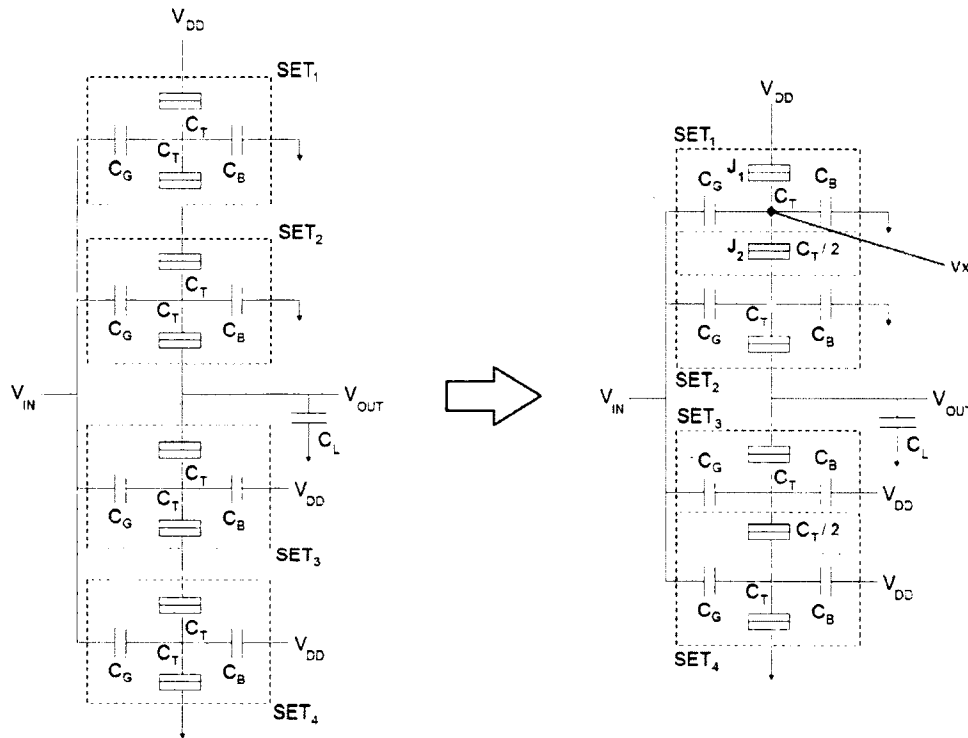 V_DD
SET_1
C_T
C_T
C_G
C_B
SET_2
C_T
C_T
C_G
C_B
V_IN
V_OUT
C_L
C_T
C_T
V_DD
C_G
C_B
SET_3
C_T
C_T
V_DD
C_G
C_B
SET_4
V_DD
SET_1
J_1
C_G
C_B
C_T
J_2
C_T/2
Vx
C_T
C_G
C_B
SET_2
V_IN
V_OUT
SET_3
C_L
C_G
C_B
C_T
V_DD
C_T/2
V_DD
C_T
C_G
C_B
SET_4